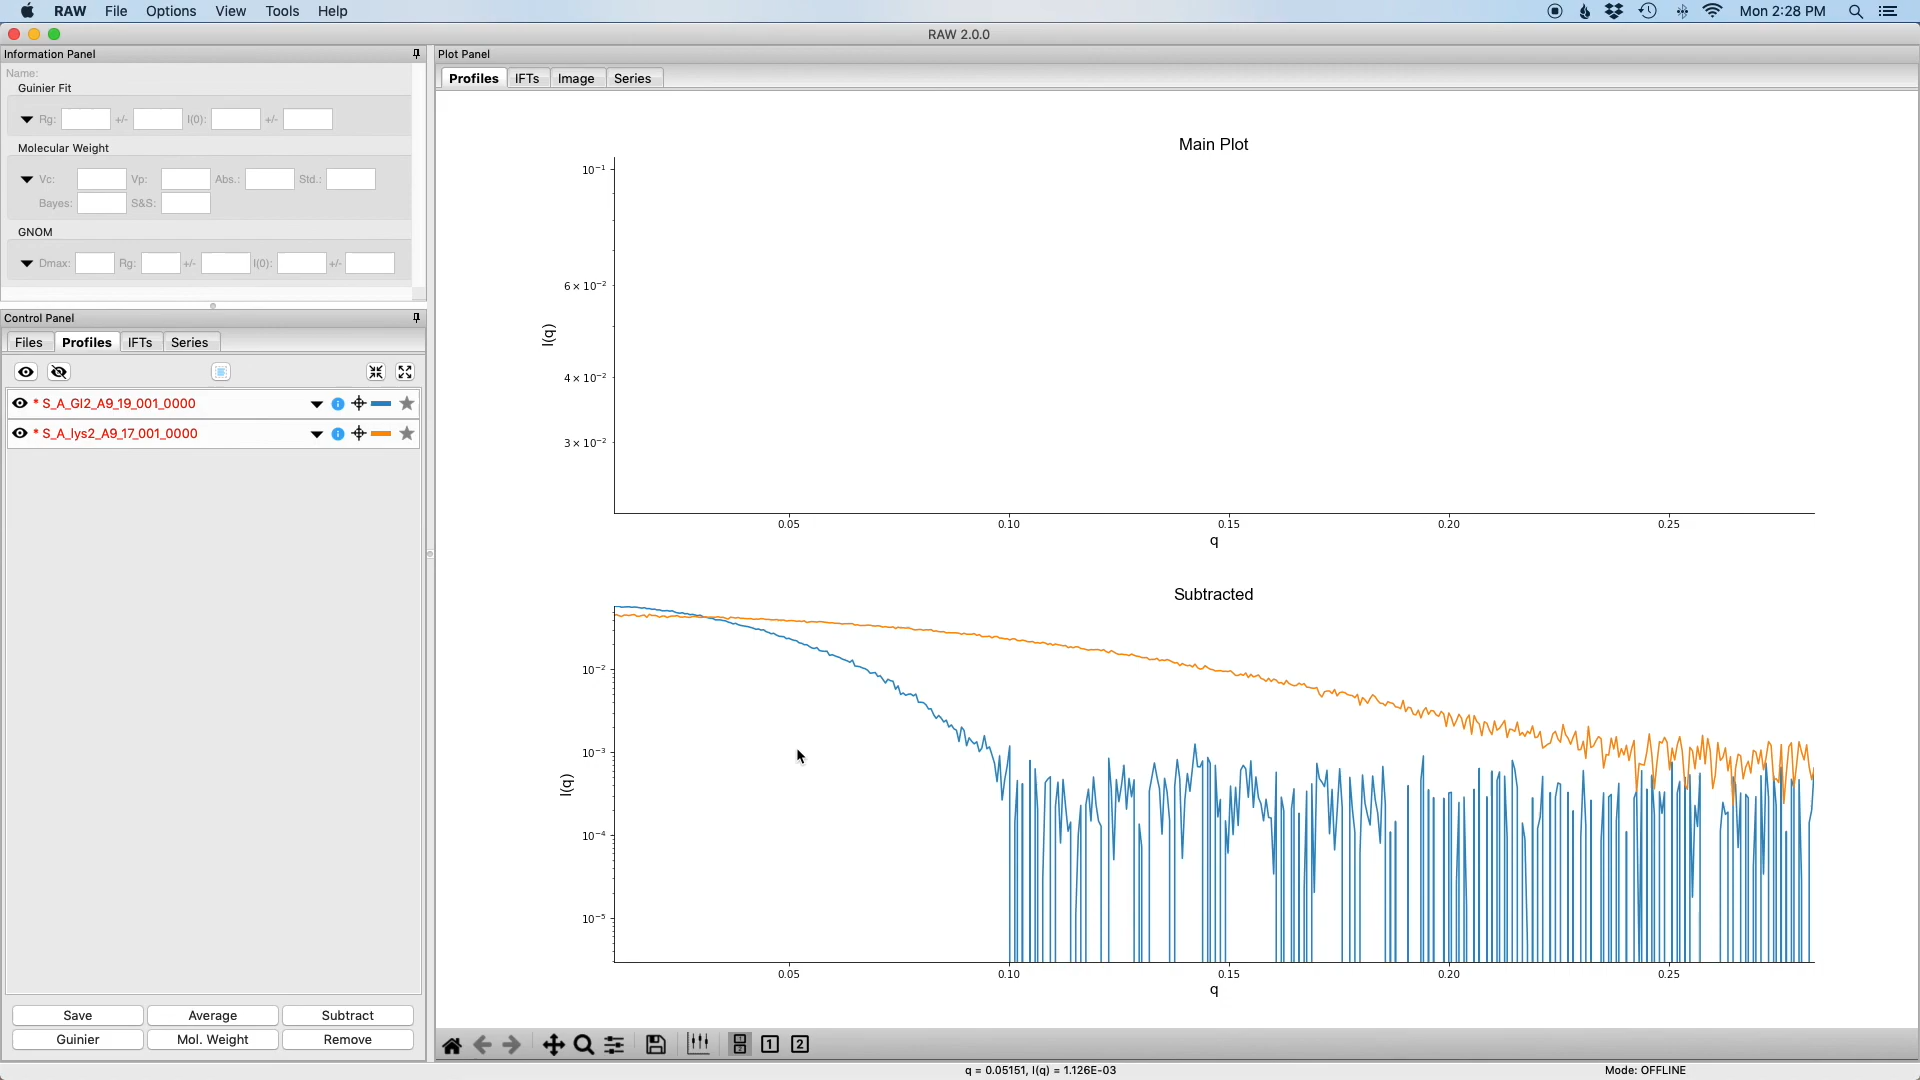 RAW File Options View Tools Help Mon 2:28 PM
RAW 2.0.0
Information Panel
Name:
Guinier Fit
Rg: +/- I(0): +/-
Molecular Weight
Vc: Vp: Abs.: Std.:
Bayes: S&S:
GNOM
Dmax: Rg: +/- I(0): +/-
Control Panel
Files Profiles IFTs Series
* S_A_GI2_A9_19_001_0000
* S_A_lys2_A9_17_001_0000
Save Average Subtract
Guinier Mol. Weight Remove
Plot Panel
Profiles IFTs Image Series
Main Plot
10⁻¹
6 × 10⁻²
4 × 10⁻²
3 × 10⁻²
I(q)
0.05 0.10 0.15 0.20 0.25
q
Subtracted
10⁻²
10⁻³
10⁻⁴
10⁻⁵
I(q)
0.05 0.10 0.15 0.20 0.25
q
1 2
q = 0.05151, I(q) = 1.126E-03 Mode: OFFLINE